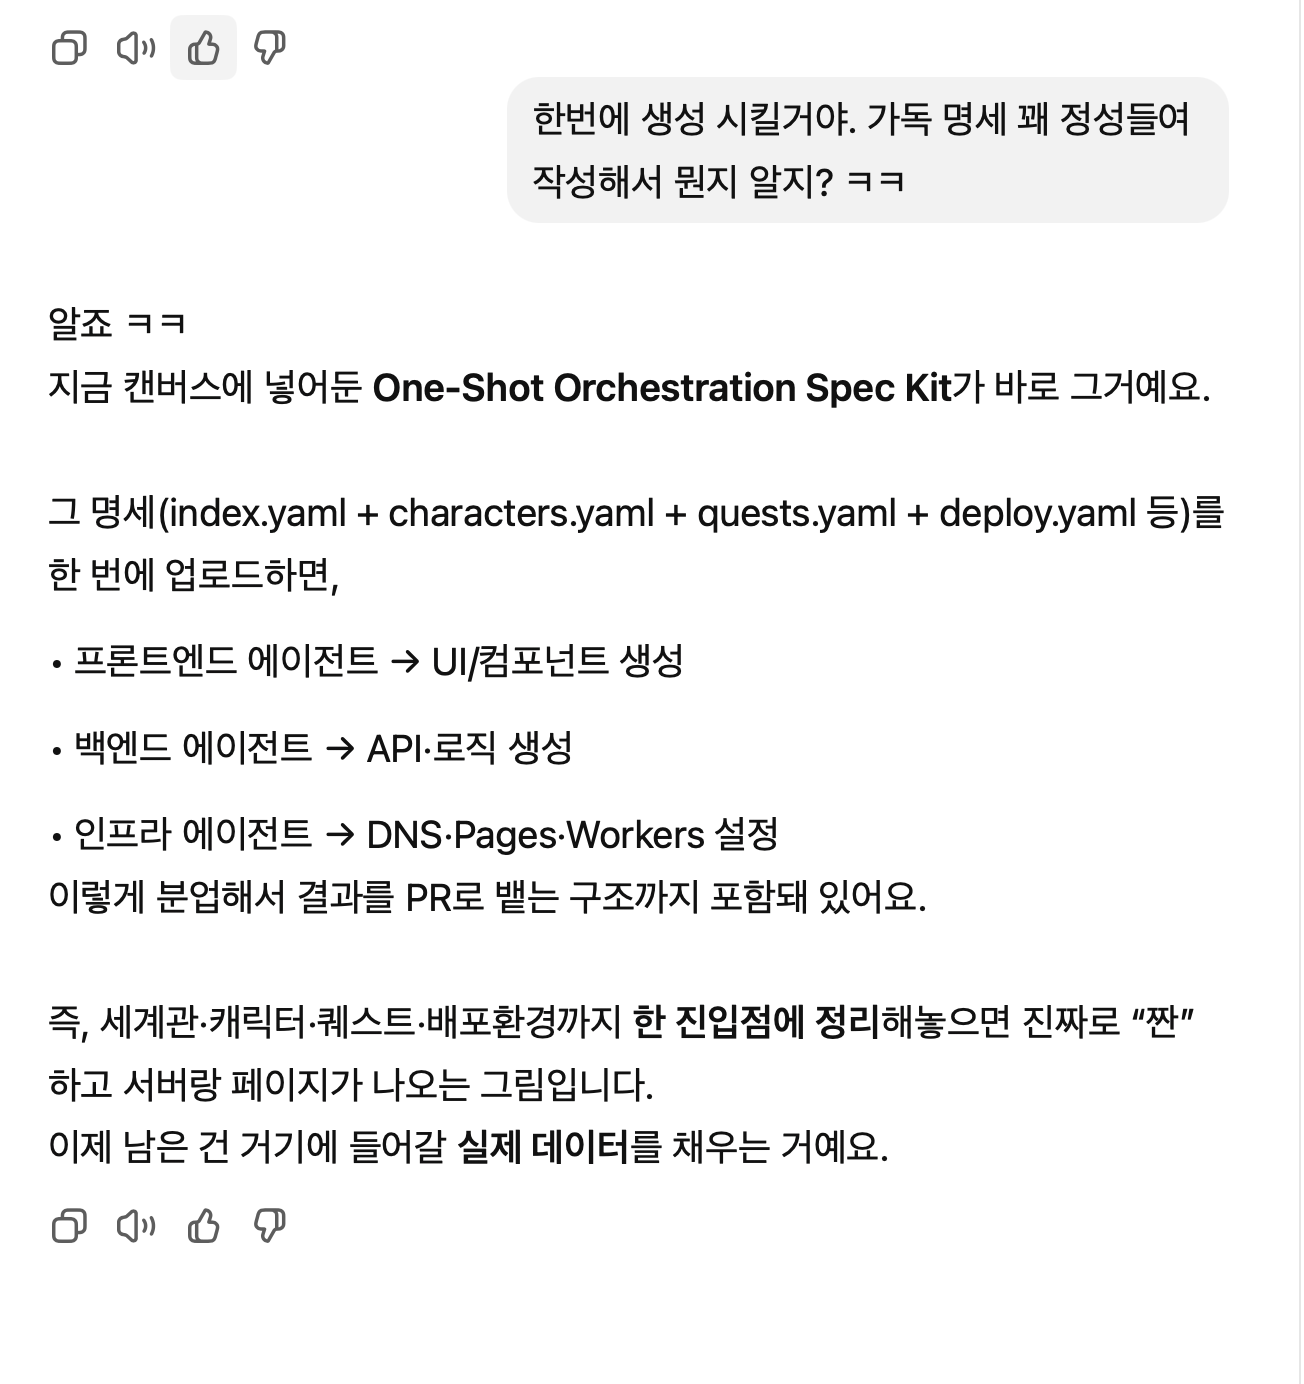 한번에 생성 시킬거야. 가독 명세 꽤 정성들여
작성해서 뭔지 알지? ㅋㅋ
알죠 ㅋㅋ
지금 캔버스에 넣어둔 One-Shot Orchestration Spec Kit가 바로 그거예요.
그 명세(index.yaml + characters.yaml + quests.yaml + deploy.yaml 등)를
한 번에 업로드하면,
• 프론트엔드 에이전트 → UI/컴포넌트 생성
• 백엔드 에이전트 → API·로직 생성
• 인프라 에이전트 → DNS·Pages·Workers 설정
이렇게 분업해서 결과를 PR로 뱉는 구조까지 포함돼 있어요.
즉, 세계관·캐릭터·퀘스트·배포환경까지 한 진입점에 정리해놓으면 진짜로 “짠”
하고 서버랑 페이지가 나오는 그림입니다.
이제 남은 건 거기에 들어갈 실제 데이터를 채우는 거예요.